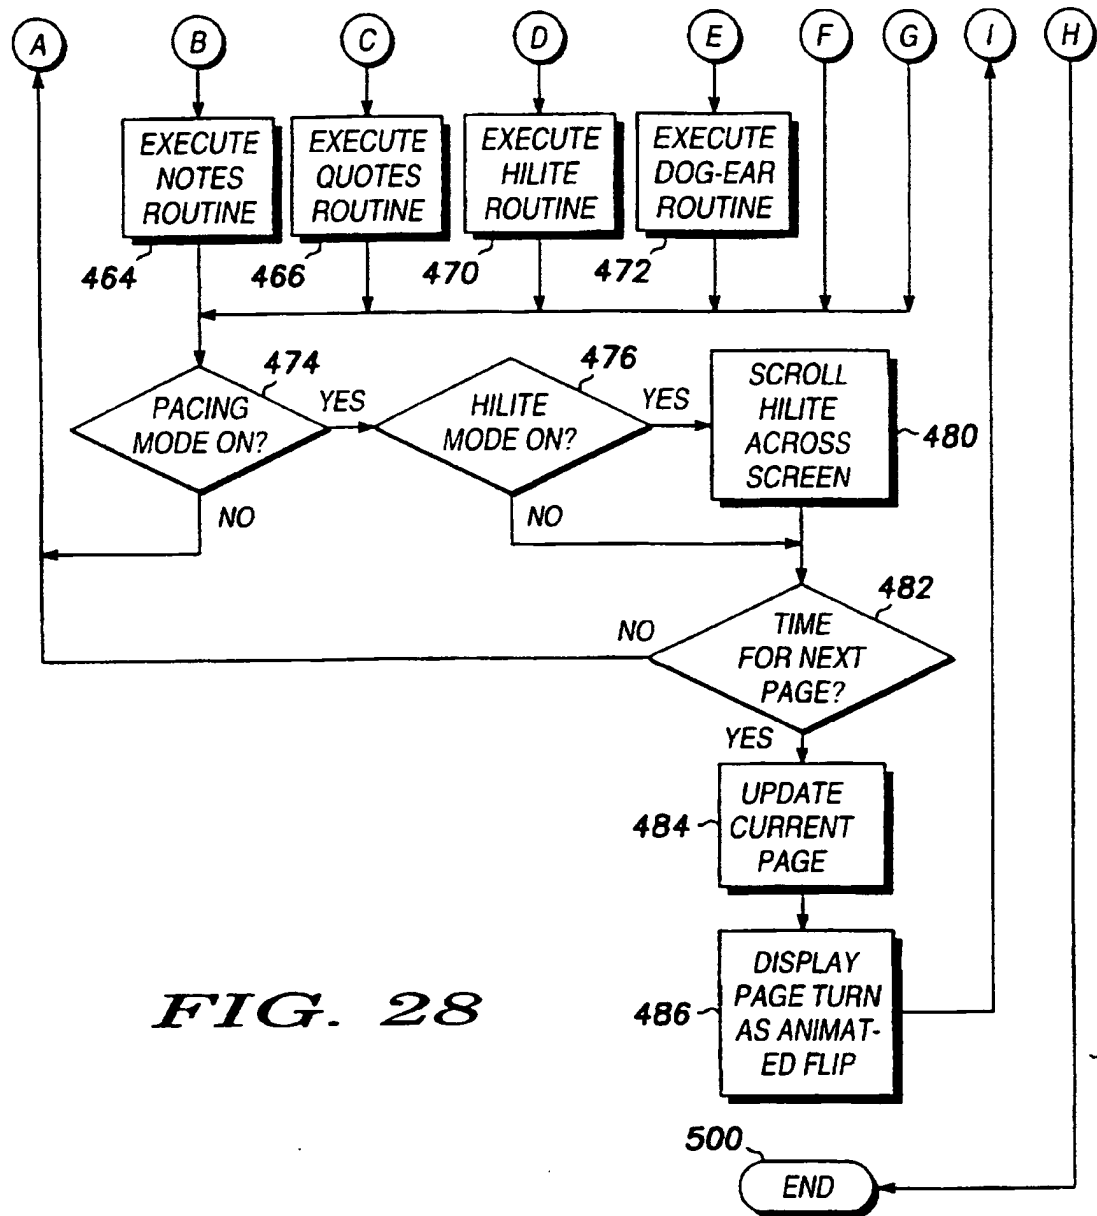 A B C D E F G I H
EXECUTE
NOTES
ROUTINE
464
EXECUTE
QUOTES
ROUTINE
466
EXECUTE
HILITE
ROUTINE
470
EXECUTE
DOG-EAR
ROUTINE
472
PACING
MODE ON?
474
YES
NO
HILITE
MODE ON?
476
YES
NO
SCROLL
HILITE
ACROSS
SCREEN
480
TIME
FOR NEXT
PAGE?
482
NO
YES
UPDATE
CURRENT
PAGE
484
DISPLAY
PAGE TURN
AS ANIMAT-
ED FLIP
486
FIG. 28
500
END